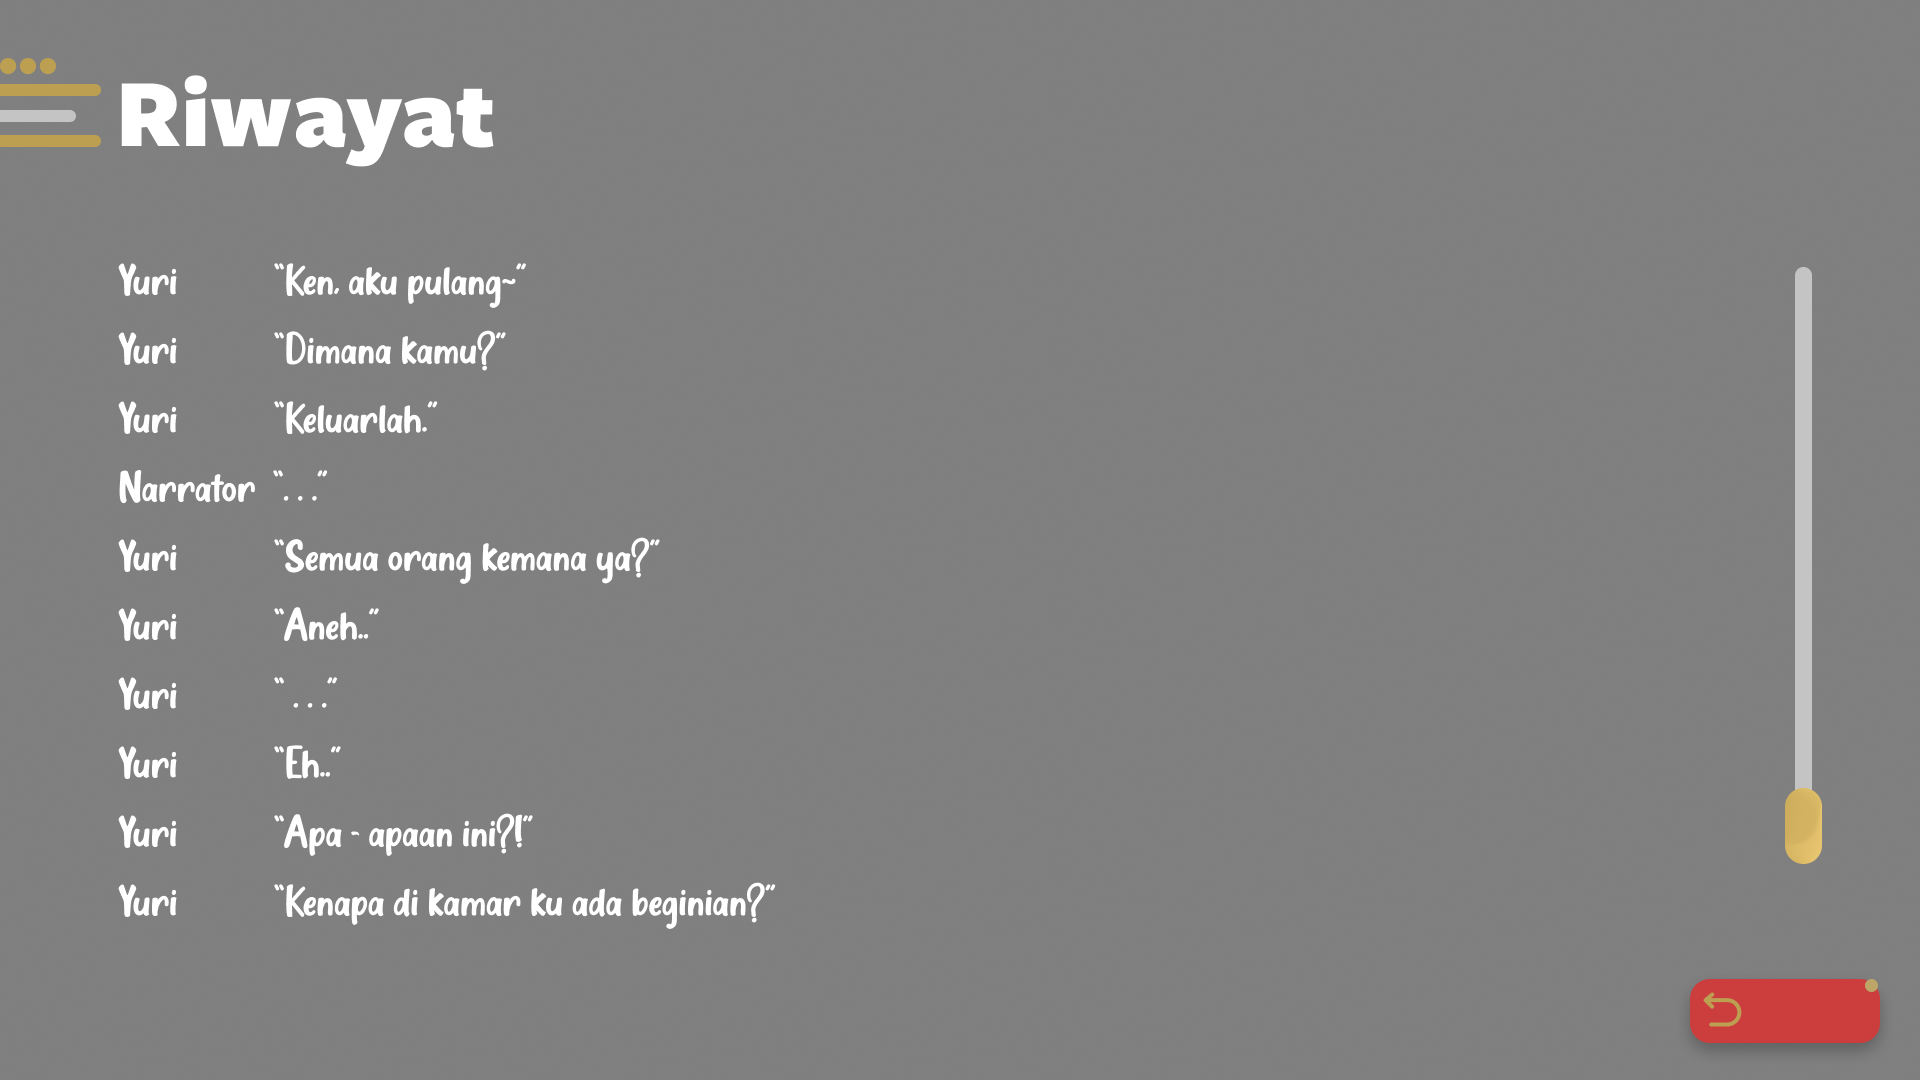 Riwayat
Yuri "Ken, aku pulang~"
Yuri "Dimana kamu?"
Yuri "Keluarlah."
Narrator ". . ."
Yuri "Semua orang kemana ya?"
Yuri "Aneh.."
Yuri " . . ."
Yuri "Eh.."
Yuri "Apa - apaan ini?!"
Yuri "Kenapa di kamar ku ada beginian?"